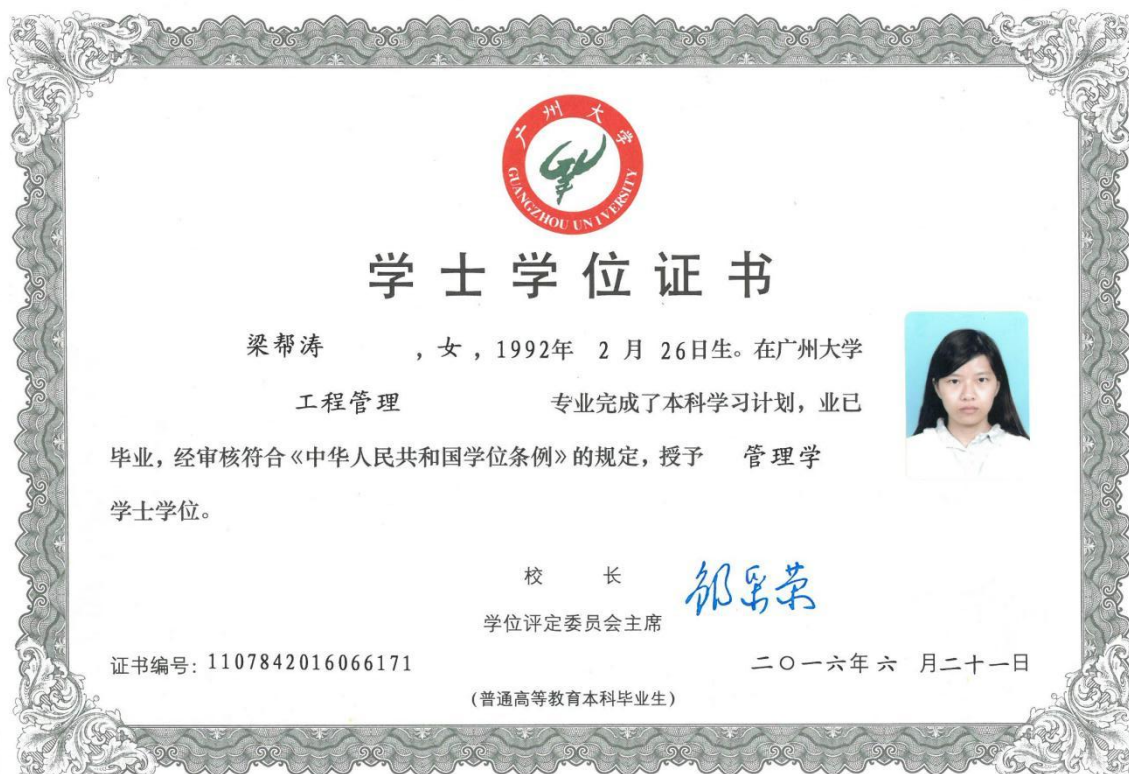 广州大学
GUANGZHOU UNIVERSITY
学士学位证书
梁帮涛 ，女，1992年 2 月 26日生。在广州大学
工程管理 专业完成了本科学习计划，业已
毕业，经审核符合《中华人民共和国学位条例》的规定，授予 管理学
学士学位。
校 长
学位评定委员会主席
证书编号：1107842016066171
二〇一六年六 月二十一日
(普通高等教育本科毕业生)